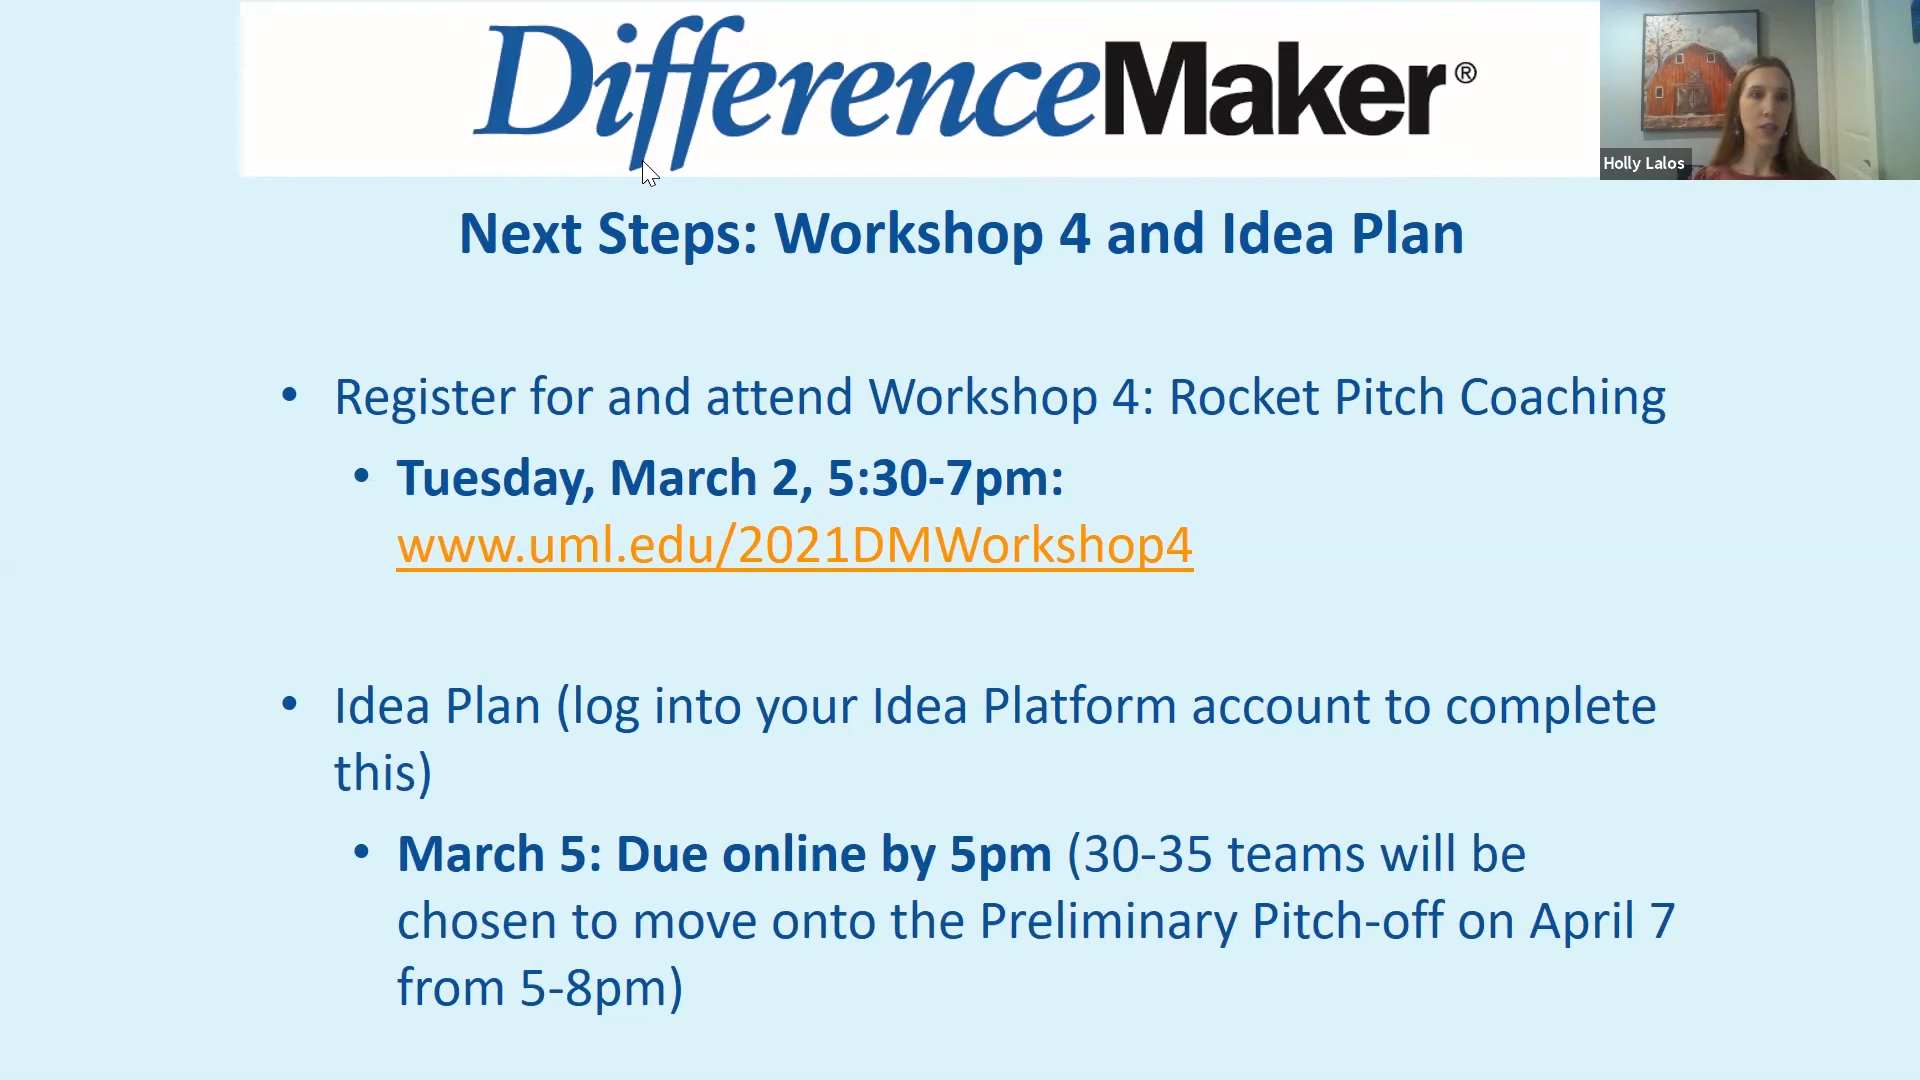 DifferenceMaker®
Holly Lalos
Next Steps: Workshop 4 and Idea Plan
• Register for and attend Workshop 4: Rocket Pitch Coaching
• Tuesday, March 2, 5:30-7pm:
www.uml.edu/2021DMWorkshop4
• Idea Plan (log into your Idea Platform account to complete
this)
• March 5: Due online by 5pm (30-35 teams will be
chosen to move onto the Preliminary Pitch-off on April 7
from 5-8pm)